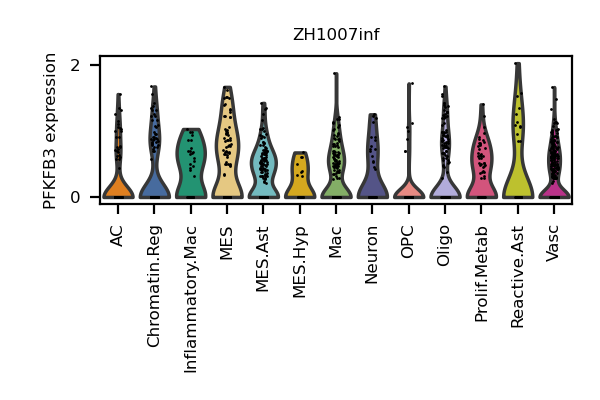 ZH1007inf
PFKFB3 expression
2
0
AC
Chromatin.Reg
Inflammatory.Mac
MES
MES.Ast
MES.Hyp
Mac
Neuron
OPC
Oligo
Prolif.Metab
Reactive.Ast
Vasc